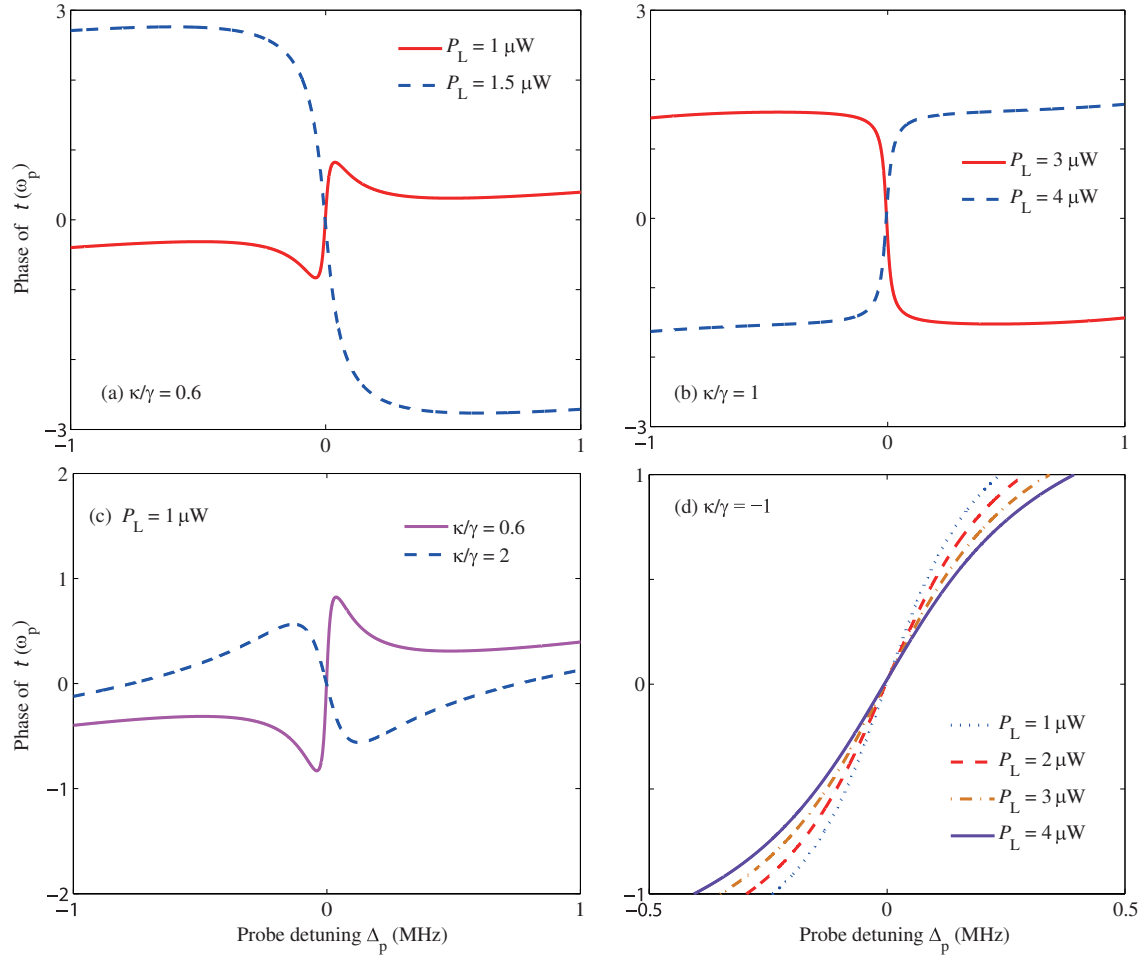 3
P_L = 1 μW
P_L = 1.5 μW
Phase of t (ω_p)
0
(a) κ/γ = 0.6
−3
−1
0
1
3
P_L = 3 μW
P_L = 4 μW
0
(b) κ/γ = 1
−3
−1
0
1
2
(c) P_L = 1 μW
κ/γ = 0.6
κ/γ = 2
1
Phase of t (ω_p)
0
−1
−2
−1
0
1
Probe detuning Δ_p (MHz)
1
(d) κ/γ = −1
0
P_L = 1 μW
P_L = 2 μW
P_L = 3 μW
P_L = 4 μW
−1
−0.5
0
0.5
Probe detuning Δ_p (MHz)